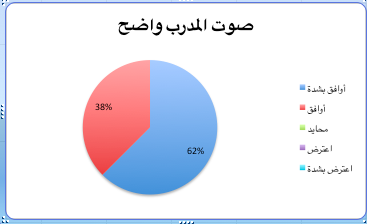 صوت المدرب واضح
38%
62%
أوافق بشدة
أوافق
محايد
اعترض
اعترض بشدة